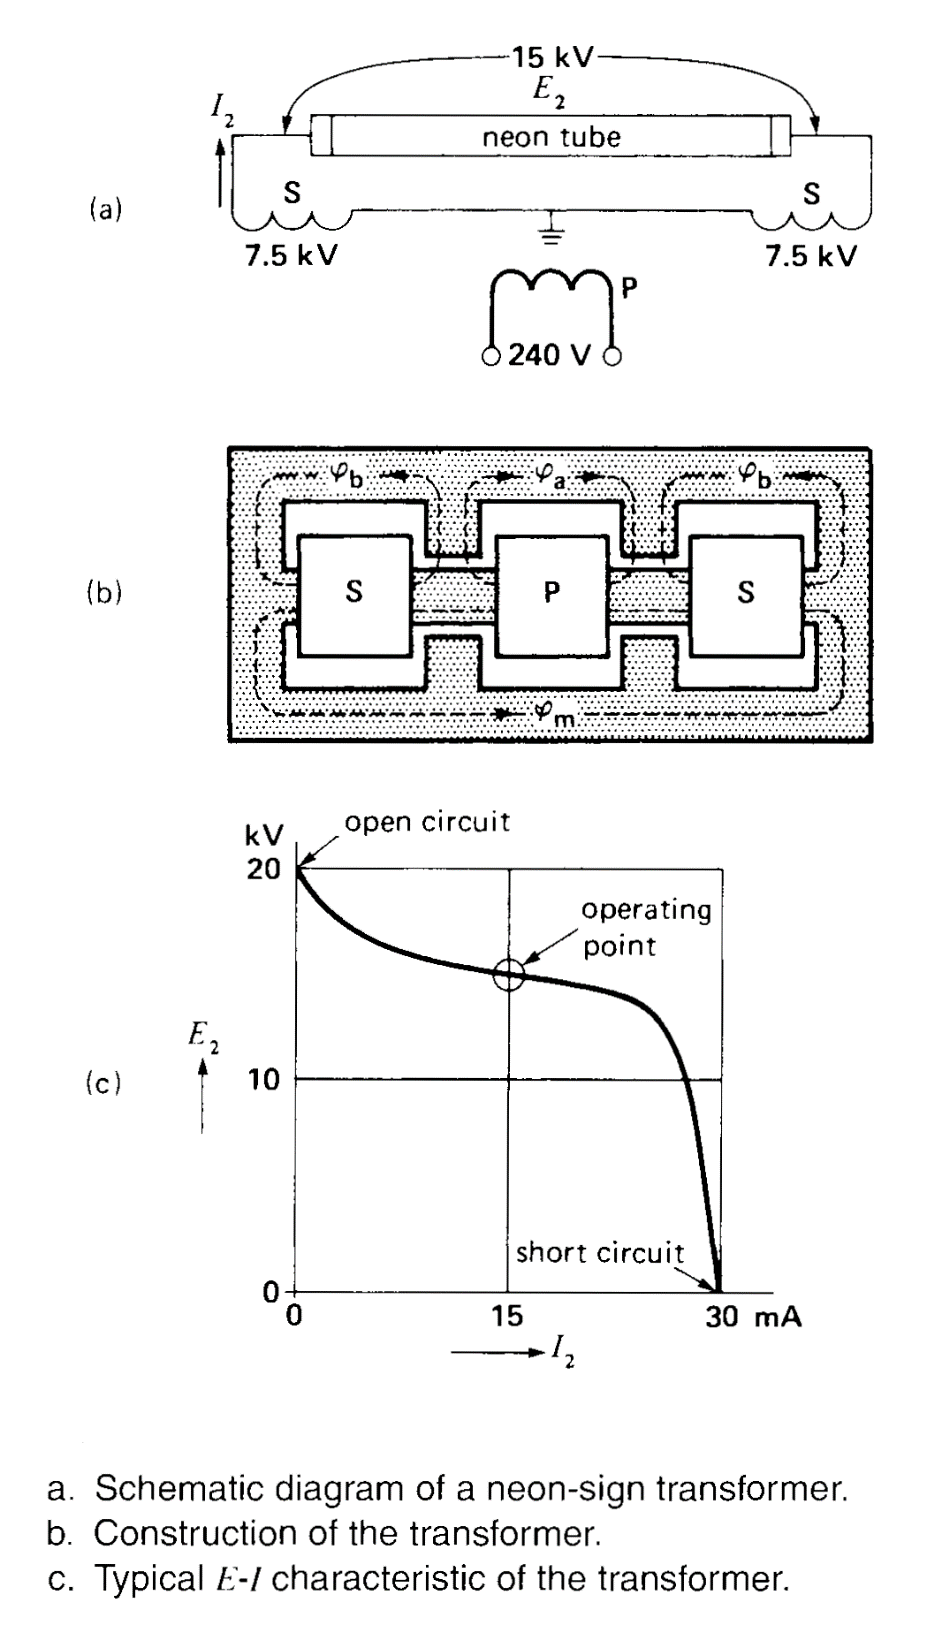 15 kV
E₂
I₂
neon tube
(a)
S
S
7.5 kV
7.5 kV
P
240 V
φb
φa
φb
(b)
S
P
S
φm
kV
open circuit
20
operating
point
E₂
(c)
10
short circuit
0
0
15
30 mA
I₂
a. Schematic diagram of a neon-sign transformer.
b. Construction of the transformer.
c. Typical E-I characteristic of the transformer.